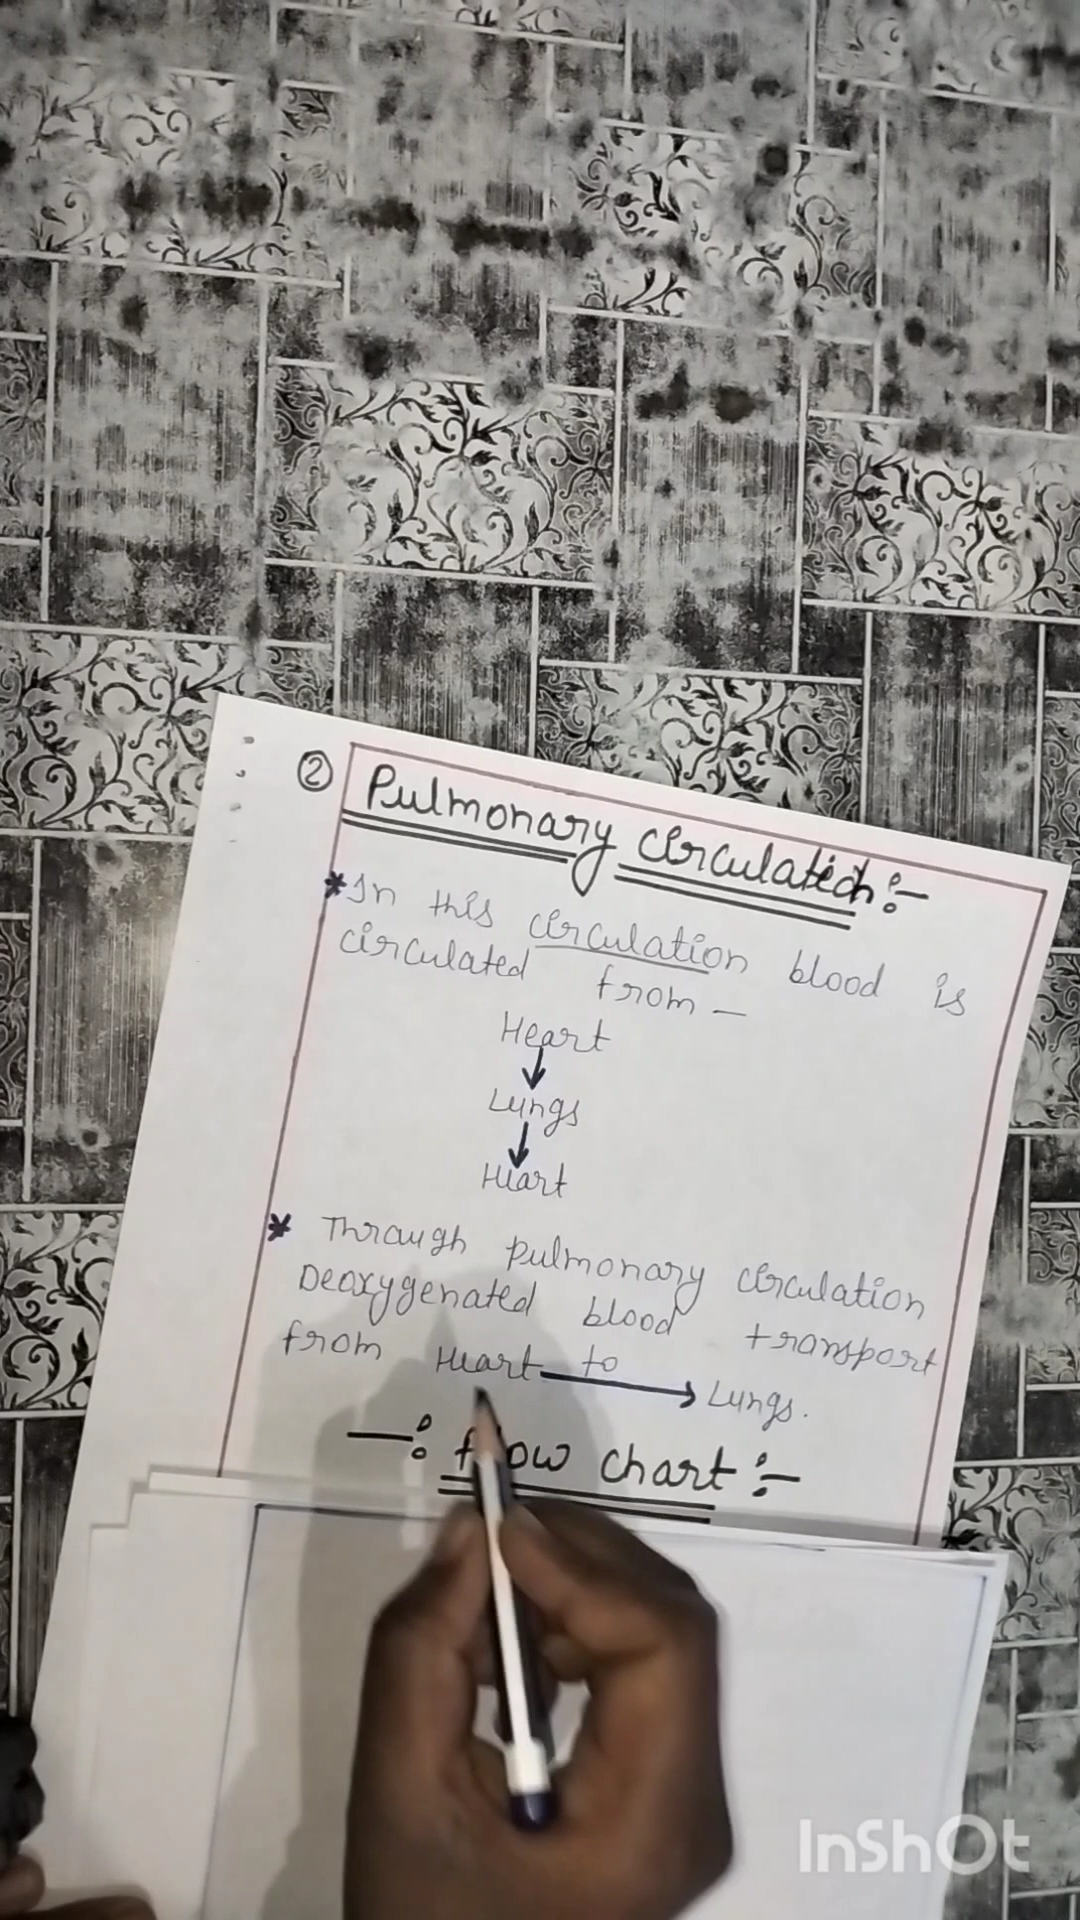 ② Pulmonary circulation:-
*In this circulation blood is
circulated from —
Heart
↓
Lungs
↓
Heart
* Through pulmonary circulation
Deoxygenated blood transport
from Heart to → Lungs.
—: flow chart :-
InShOt